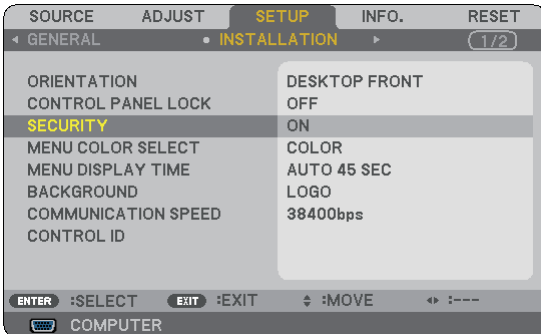 SOURCE ADJUST SETUP INFO. RESET
◀ GENERAL ● INSTALLATION ▶ 1/2
ORIENTATION DESKTOP FRONT
CONTROL PANEL LOCK OFF
SECURITY ON
MENU COLOR SELECT COLOR
MENU DISPLAY TIME AUTO 45 SEC
BACKGROUND LOGO
COMMUNICATION SPEED 38400bps
CONTROL ID
ENTER :SELECT EXIT :EXIT :MOVE :---
COMPUTER